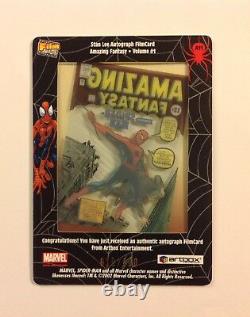 Film
Stan Lee Autograph FilmCard
Amazing Fantasy • Volume #1
AMAZING
FANTASY
Congratulations! You have just received an authentic autograph FilmCard
from Artbox Entertainment.
MARVEL
artbox
MARVEL, SPIDER-MAN and all Marvel character names and distinctive
likenesses thereof: TM & ©2002 Marvel Characters, Inc. All rights reserved.